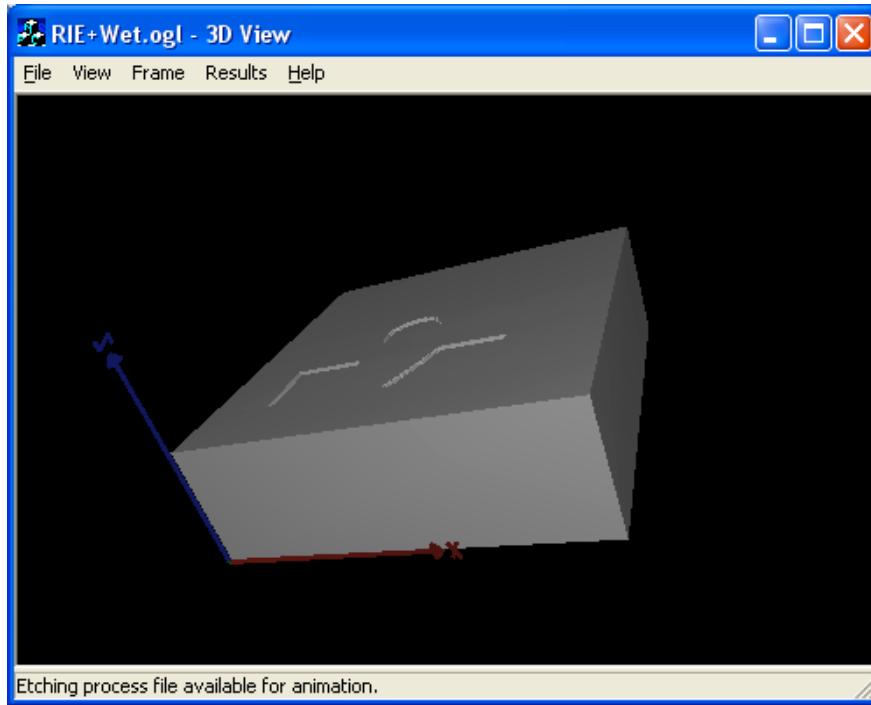 RIE+Wet.ogl - 3D View
File View Frame Results Help
Z
X
Etching process file available for animation.